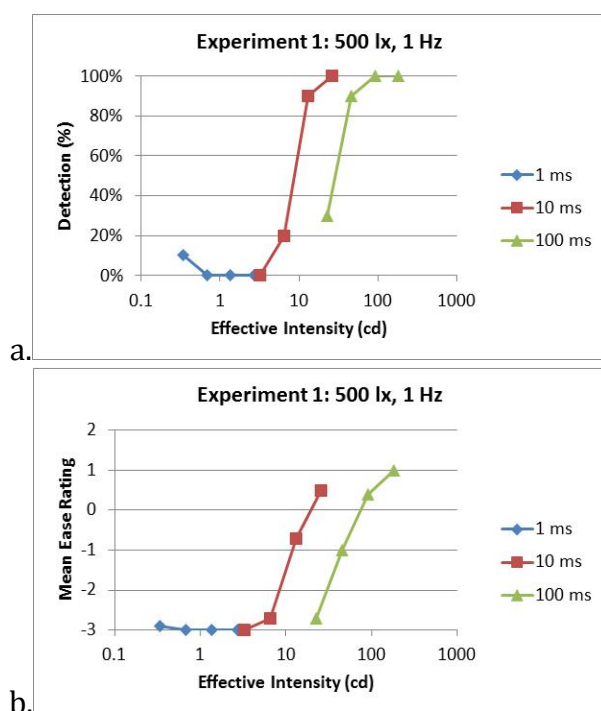 Experiment 1: 500 lx, 1 Hz
100%
80%
60%
40%
20%
0%
Detection (%)
0.1 1 10 100 1000
Effective Intensity (cd)
1 ms
10 ms
100 ms
a.
Experiment 1: 500 lx, 1 Hz
2
1
0
-1
-2
-3
Mean Ease Rating
0.1 1 10 100 1000
Effective Intensity (cd)
1 ms
10 ms
100 ms
b.